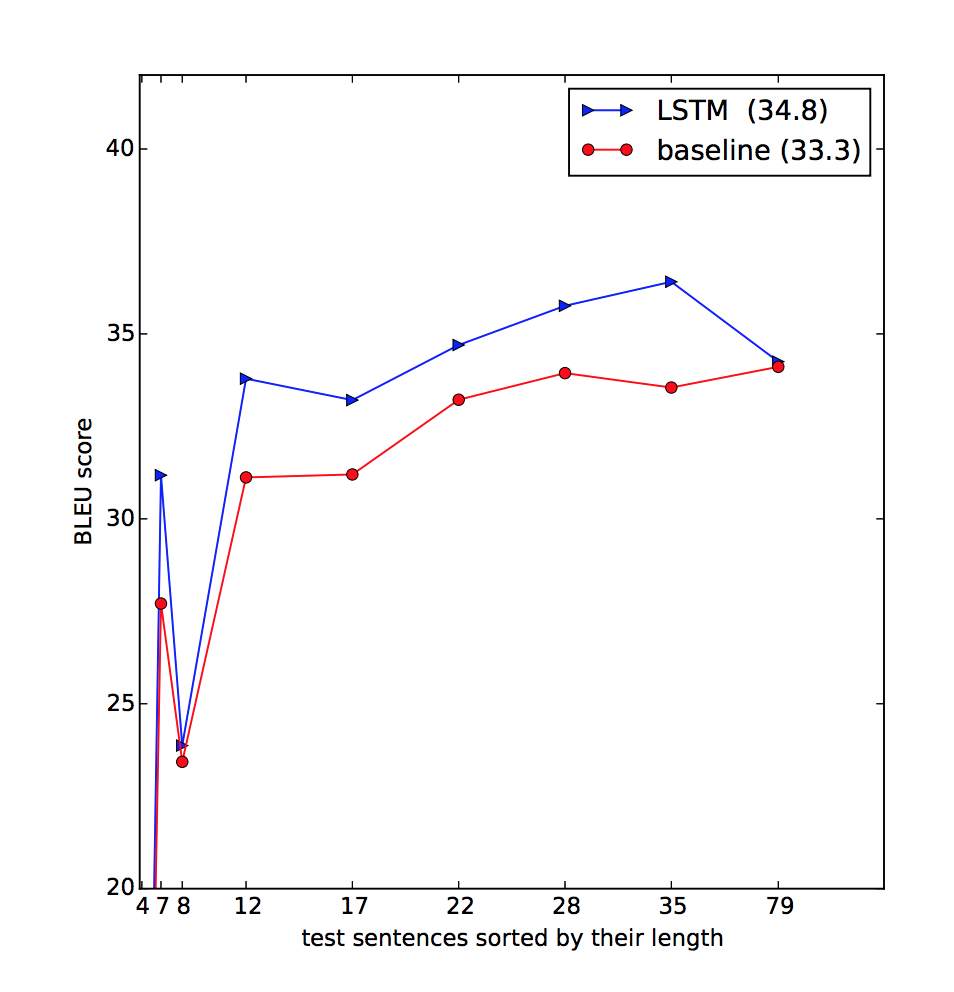 LSTM (34.8)
baseline (33.3)
40
35
30
25
20
BLEU score
4 7 8 12 17 22 28 35 79
test sentences sorted by their length